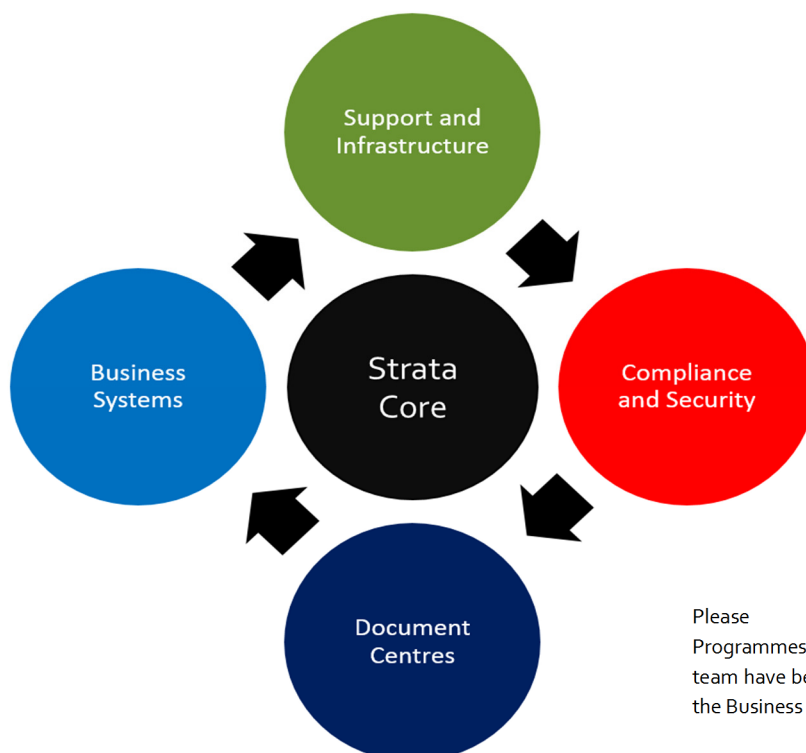 Support and
Infrastructure
Business
Systems
Strata
Core
Compliance
and Security
Document
Centres
Please
Programmes
team have be
the Business